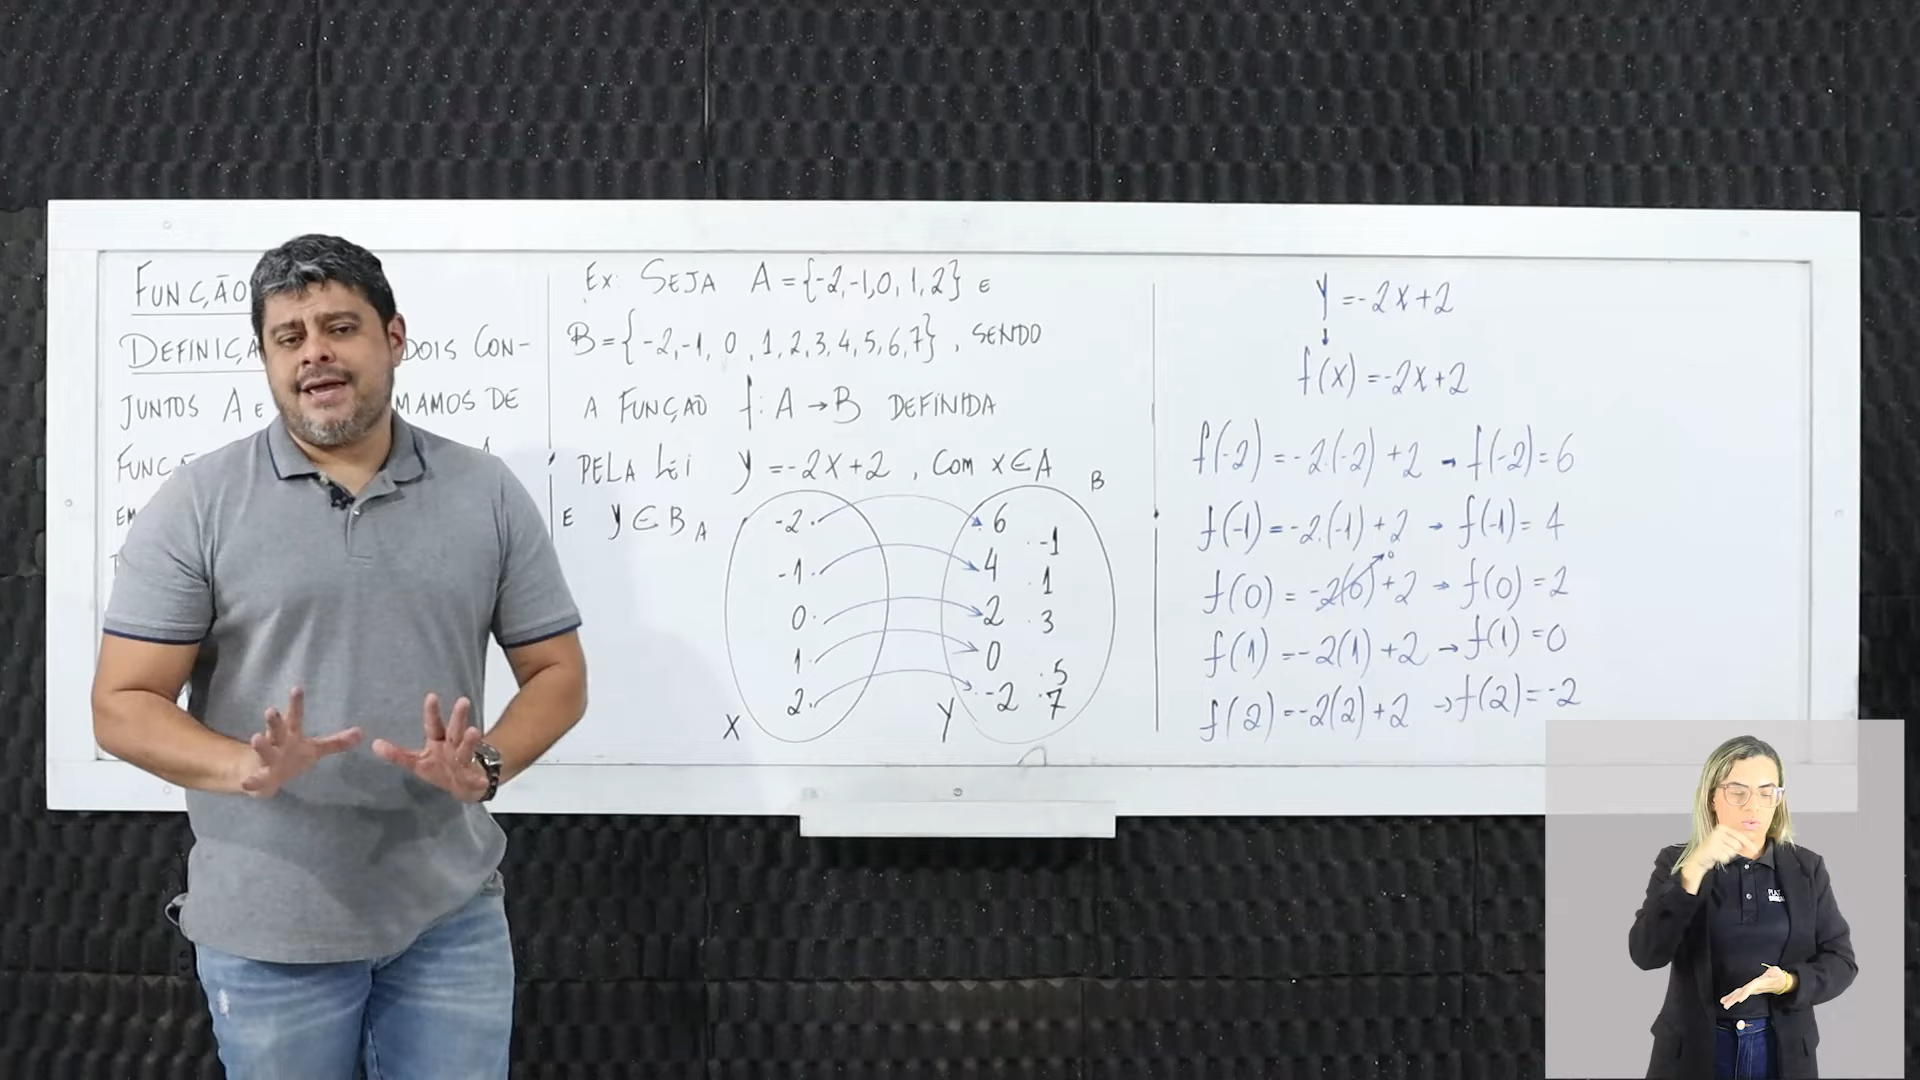 FUNÇÃO
DEFINIÇÃ DOIS CON-
JUNTOS A E MAMOS DE
FUNÇ
EM
Ex: SEJA A = {-2,-1,0,1,2} E
B = {-2,-1, 0, 1, 2, 3, 4, 5, 6, 7}, SENDO
A FUNÇÃO f: A → B DEFINIDA
PELA LEI y = -2x+2, COM x∈A
E y∈B
A
B
-2
-1
0
1
2
X
6
4
2
0
-2
-1
1
3
5
7
Y
y = -2x+2
↓
f(x) = -2x+2
f(-2) = -2.(-2) +2 → f(-2) = 6
f(-1) = -2.(-1) +2 → f(-1) = 4
f(0) = -2(0)+2 → f(0) = 2
0
f(1) = -2(1) +2 → f(1) = 0
f(2) = -2(2) +2 → f(2) = -2